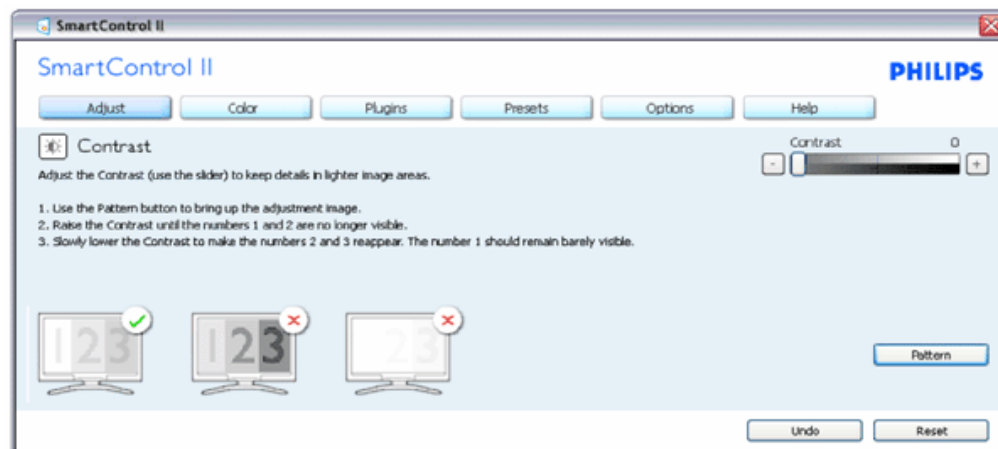 SmartControl II
SmartControl II
PHILIPS
Adjust Color Plugins Presets Options Help
Contrast
Contrast 0
- +
Adjust the Contrast (use the slider) to keep details in lighter image areas.
1. Use the Pattern button to bring up the adjustment image.
2. Raise the Contrast until the numbers 1 and 2 are no longer visible.
3. Slowly lower the Contrast to make the numbers 2 and 3 reappear. The number 1 should remain barely visible.
123 123 23
Pattern
Undo Reset